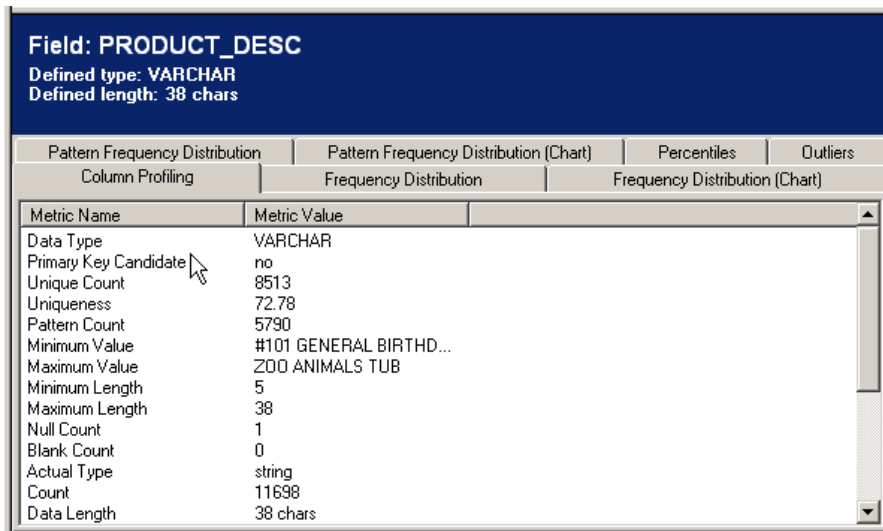 Field: PRODUCT_DESC
Defined type: VARCHAR
Defined length: 38 chars
Pattern Frequency Distribution Pattern Frequency Distribution (Chart) Percentiles Outliers
Column Profiling Frequency Distribution Frequency Distribution (Chart)
Metric Name Metric Value
Data Type VARCHAR
Primary Key Candidate no
Unique Count 8513
Uniqueness 72.78
Pattern Count 5790
Minimum Value #101 GENERAL BIRTHD...
Maximum Value ZOO ANIMALS TUB
Minimum Length 5
Maximum Length 38
Null Count 1
Blank Count 0
Actual Type string
Count 11698
Data Length 38 chars